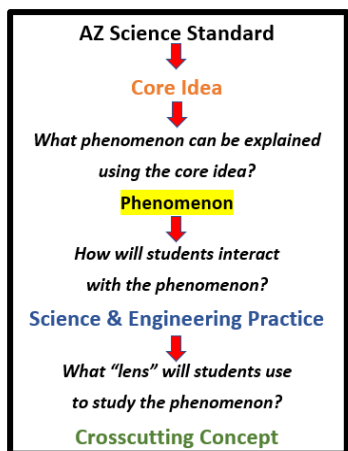 AZ Science Standard
Core Idea
What phenomenon can be explained
using the core idea?
Phenomenon
How will students interact
with the phenomenon?
Science & Engineering Practice
What “lens” will students use
to study the phenomenon?
Crosscutting Concept